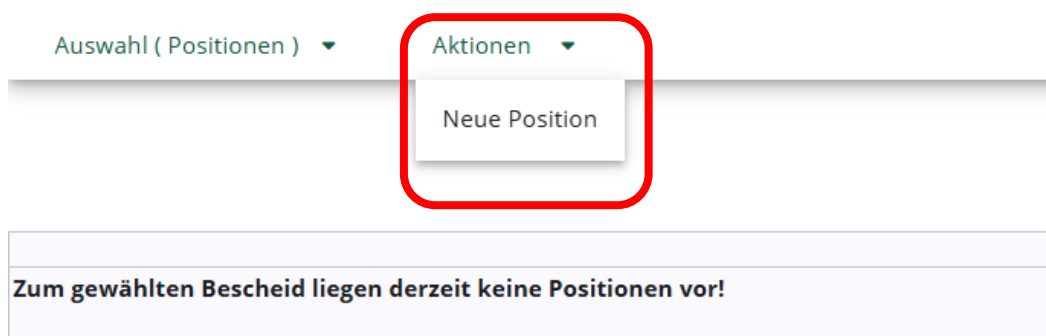 Auswahl ( Positionen )
Aktionen
Neue Position
Zum gewählten Bescheid liegen derzeit keine Positionen vor!